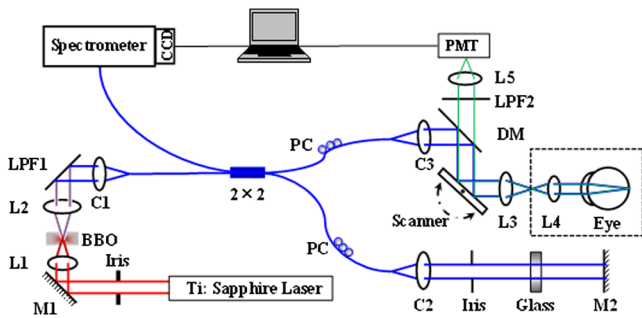 Spectrometer
CCD
PMT
L5
LPF2
DM
PC
C3
LPF1
C1
2×2
L2
Scanner
L3
L4
Eye
BBO
PC
L1
Iris
Ti: Sapphire Laser
M1
C2
Iris
Glass
M2